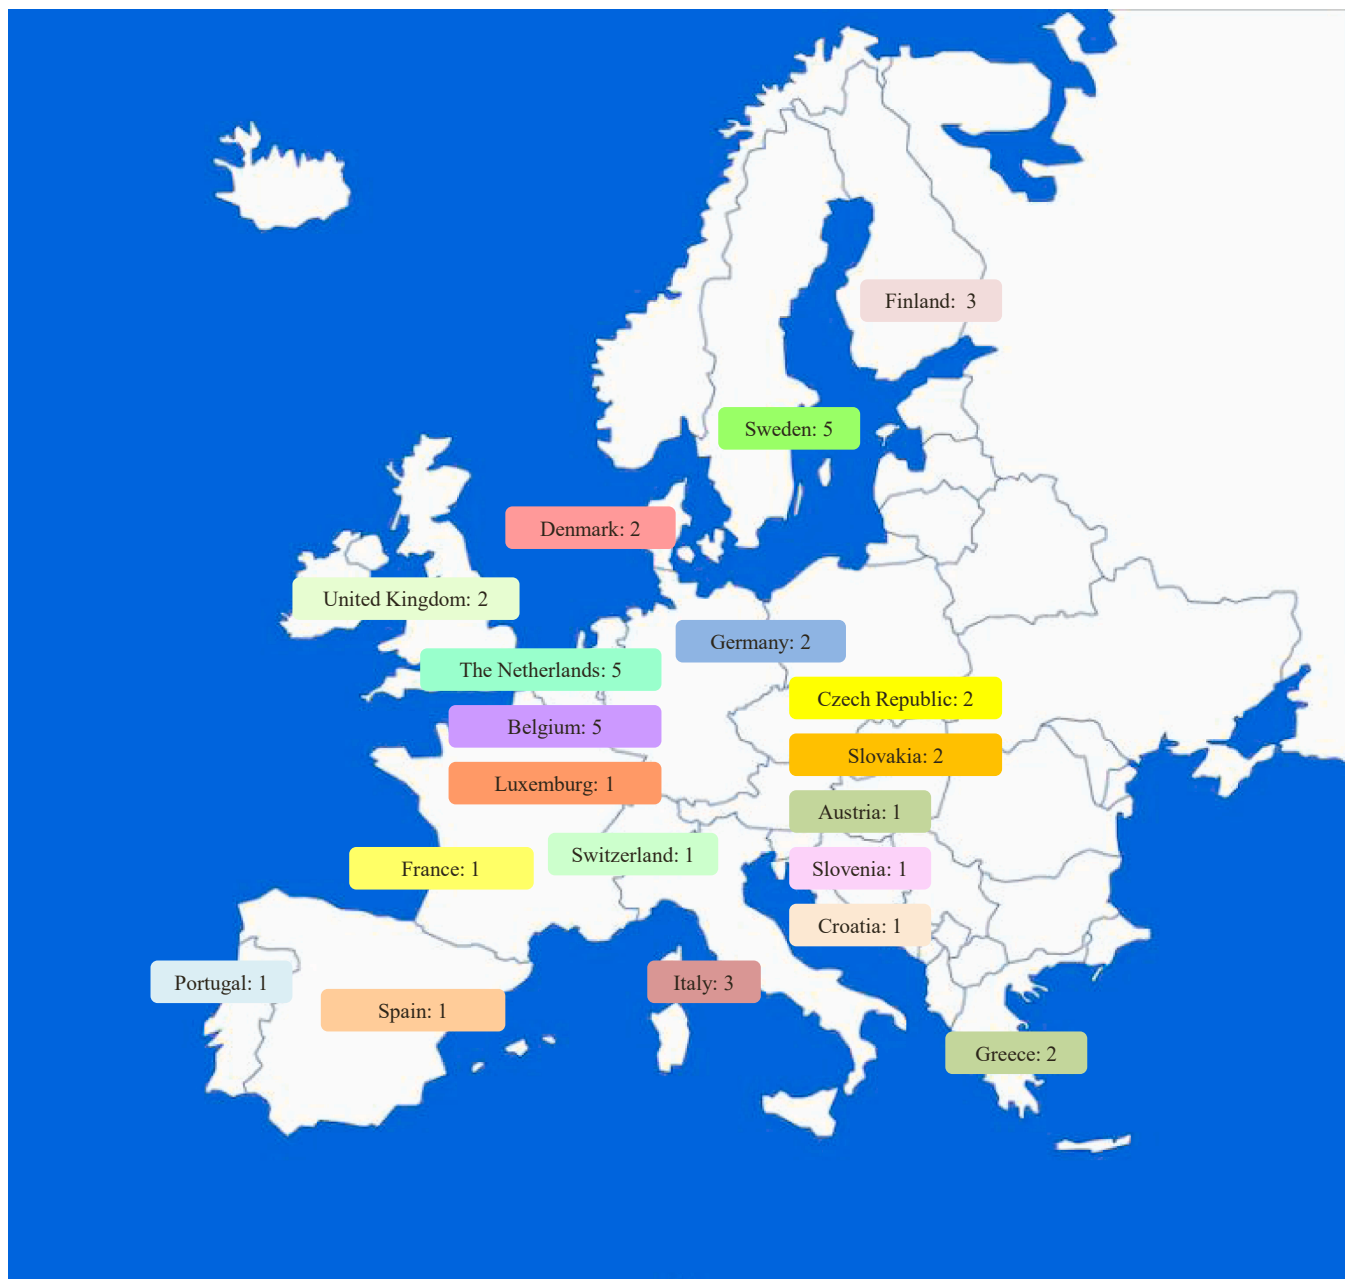 Finland: 3
Sweden: 5
Denmark: 2
United Kingdom: 2
Germany: 2
The Netherlands: 5
Czech Republic: 2
Belgium: 5
Slovakia: 2
Luxemburg: 1
Austria: 1
Switzerland: 1
France: 1
Slovenia: 1
Croatia: 1
Portugal: 1
Italy: 3
Spain: 1
Greece: 2